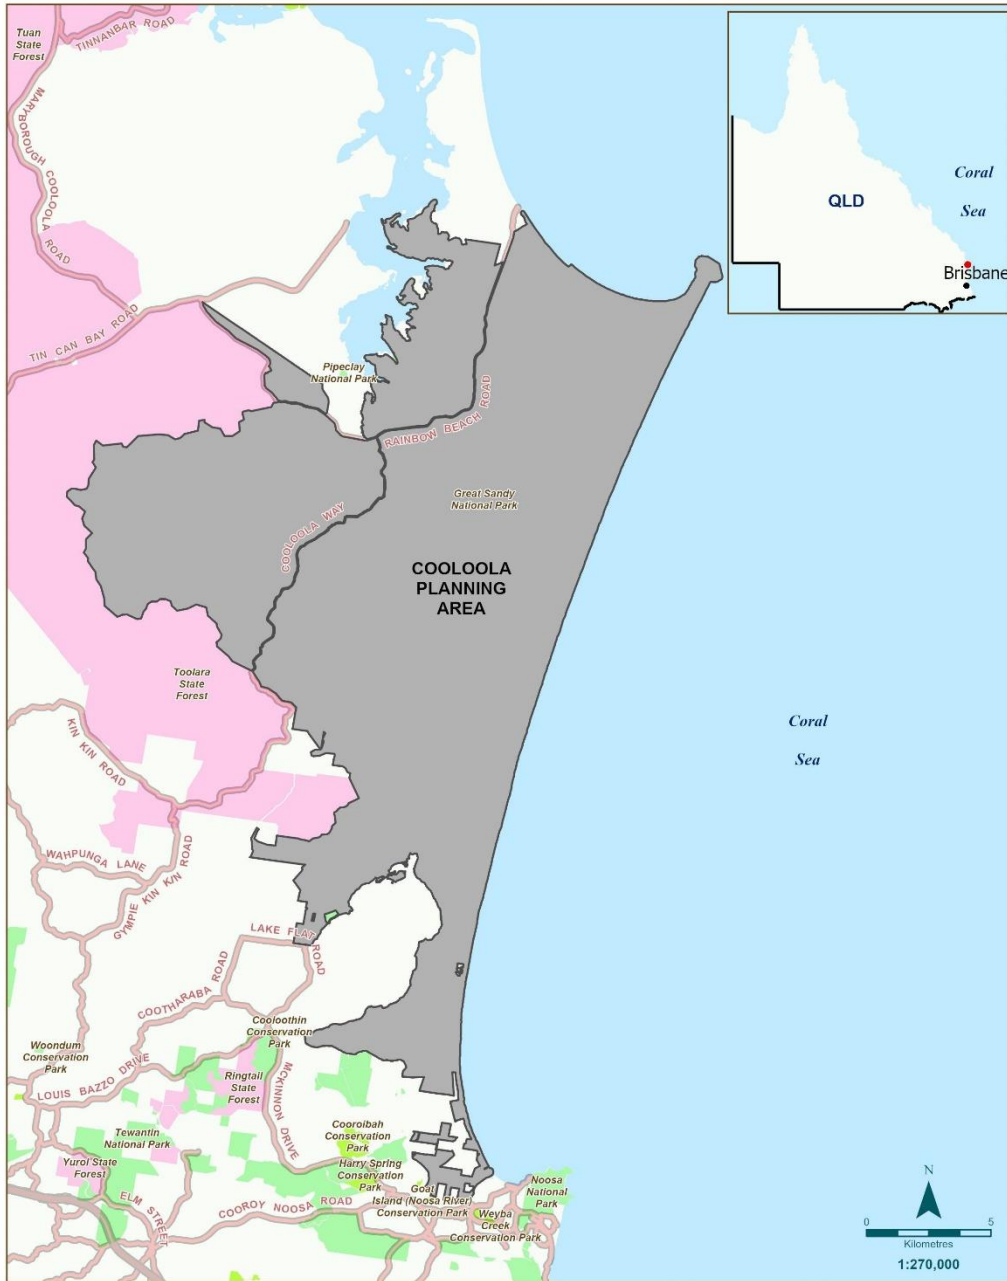 Tuan
State
Forest
TINNANBAR ROAD
MARYBOROUGH COOLOOLA ROAD
TIN CAN BAY ROAD
QLD
Coral
Sea
Brisbane
Pipeclay
National Park
RAINBOW BEACH ROAD
Great Sandy
National Park
COOLOOLA WAY
COOLOOLA
PLANNING
AREA
Toolara
State
Forest
Coral
Sea
KIN KIN ROAD
WAHPUNGA LANE
GYMPIE KIN KIN ROAD
LAKE FLAT ROAD
COOTHARABA ROAD
Cooloothin
Conservation
Park
Woondum
Conservation
Park
LOUIS BAZZO DRIVE
Ringtail
State
Forest
MCKINNON DRIVE
Tewantin
National Park
Cooroibah
Conservation
Park
Yurol State
Forest
Harry Spring
Conservation
Park
ELM STREET
COOROY NOOSA ROAD
Goat
Island (Noosa River)
Conservation Park
Weyba
Creek
Conservation Park
Noosa
National
Park
N
0 5
Kilometres
1:270,000